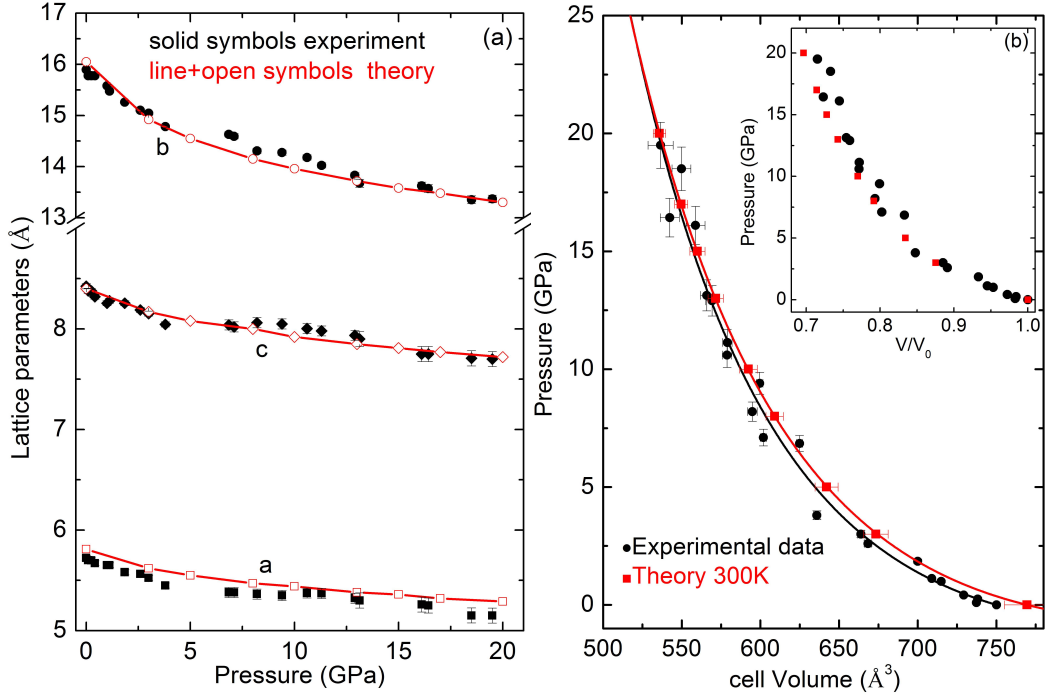 (a)
solid symbols experiment
line+open symbols theory
b
c
a
16
15
14
13
8
7
6
5
Lattice parameters (Å)
0 5 10 15 20
Pressure (GPa)
25
20
15
10
5
0
Pressure (GPa)
Experimental data
Theory 300K
500 550 600 650 700 750
cell Volume (Å³)
(b)
20
15
10
5
0
Pressure (GPa)
0.7 0.8 0.9 1.0
V/V₀